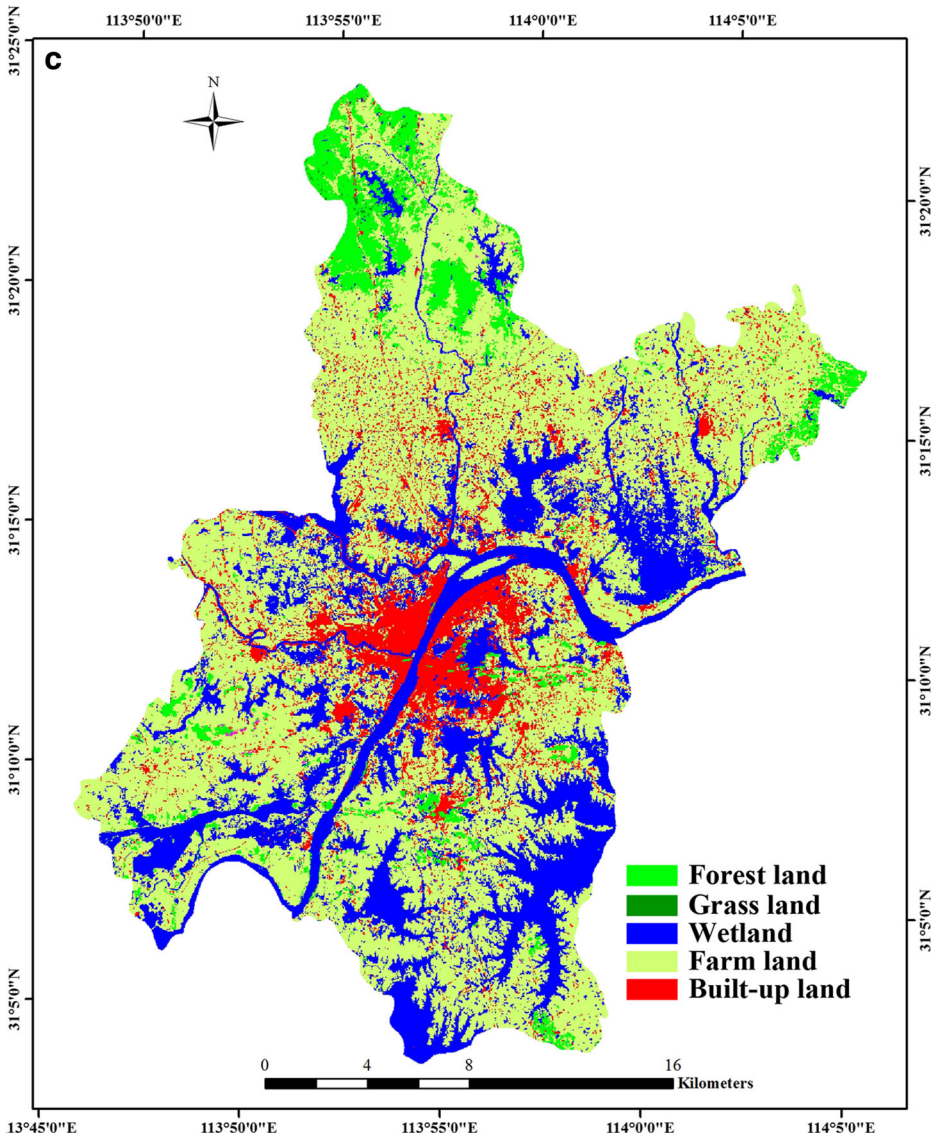 113°50'0"E 113°55'0"E 114°0'0"E 114°5'0"E
c
N
31°25'0"N
31°20'0"N
31°15'0"N
31°10'0"N
31°5'0"N
31°20'0"N
31°15'0"N
31°10'0"N
31°5'0"N
Forest land
Grass land
Wetland
Farm land
Built-up land
0 4 8 16
Kilometers
13°45'0"E 113°50'0"E 113°55'0"E 114°0'0"E 114°5'0"E